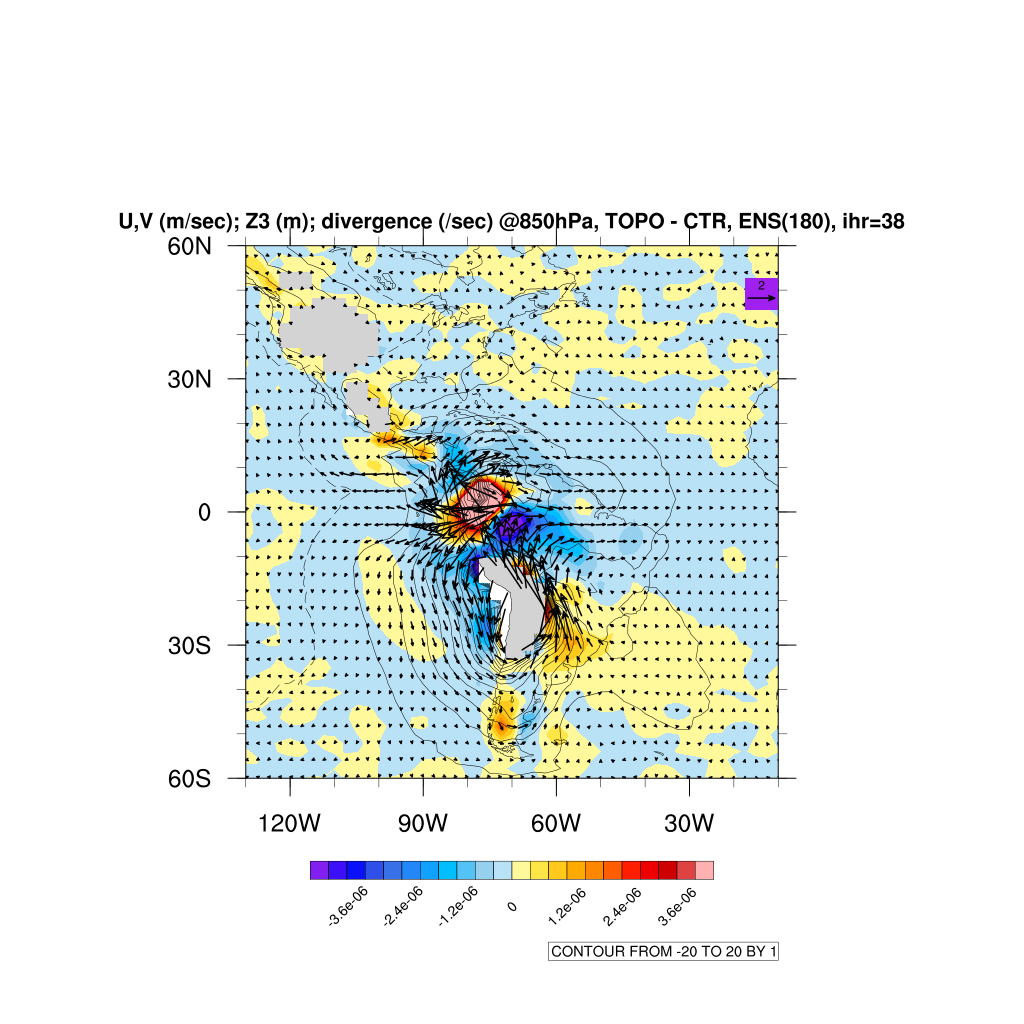 U,V (m/sec); Z3 (m); divergence (/sec) @850hPa, TOPO - CTR, ENS(180), ihr=38
60N
2
30N
0
30S
60S
120W 90W 60W 30W
-3.6e-06 -2.4e-06 -1.2e-06 0 1.2e-06 2.4e-06 3.6e-06
CONTOUR FROM -20 TO 20 BY 1